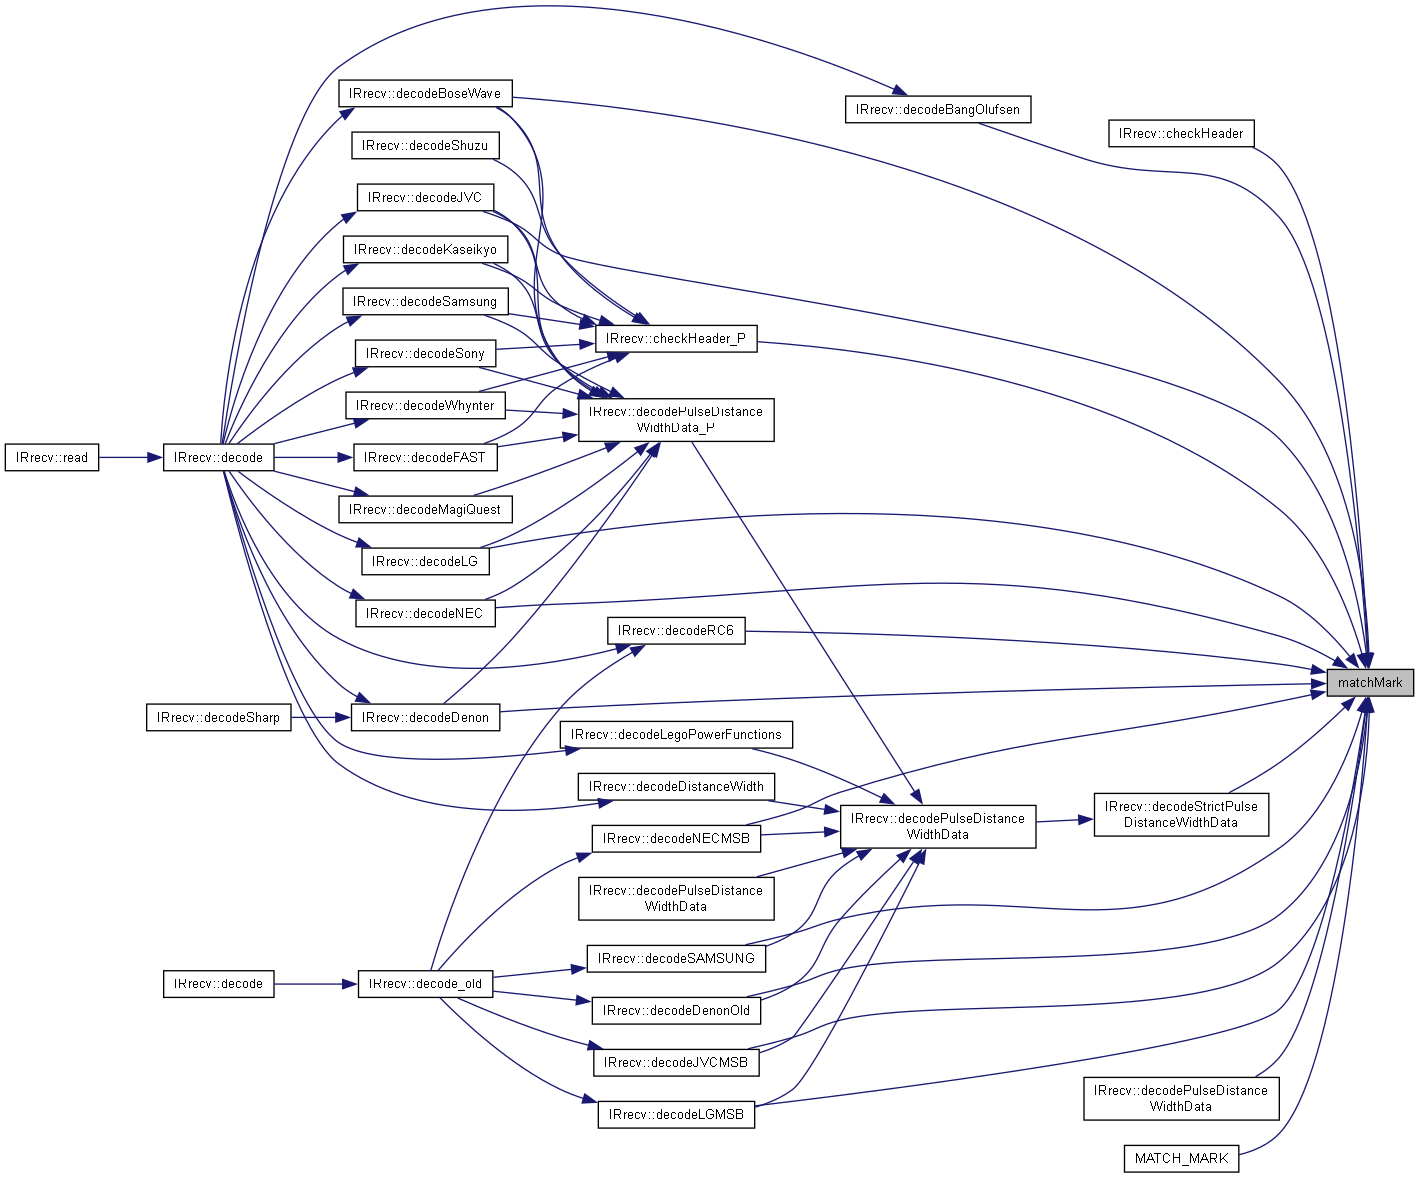 IRrecv::decodeBoseWave
IRrecv::decodeBangOlufsen
IRrecv::checkHeader
IRrecv::decodeShuzu
IRrecv::decodeJVC
IRrecv::decodeKaseikyo
IRrecv::decodeSamsung
IRrecv::checkHeader_P
IRrecv::decodeSony
IRrecv::decodeWhynter
IRrecv::decodePulseDistance
WidthData_P
IRrecv::read
IRrecv::decode
IRrecv::decodeFAST
IRrecv::decodeMagiQuest
IRrecv::decodeLG
IRrecv::decodeNEC
IRrecv::decodeRC6
matchMark
IRrecv::decodeSharp
IRrecv::decodeDenon
IRrecv::decodeLegoPowerFunctions
IRrecv::decodeDistanceWidth
IRrecv::decodeStrictPulse
DistanceWidthData
IRrecv::decodePulseDistance
WidthData
IRrecv::decodeNECMSB
IRrecv::decodePulseDistance
WidthData
IRrecv::decodeSAMSUNG
IRrecv::decode
IRrecv::decode_old
IRrecv::decodeDenonOld
IRrecv::decodeJVCMSB
IRrecv::decodePulseDistance
WidthData
IRrecv::decodeLGMSB
MATCH_MARK